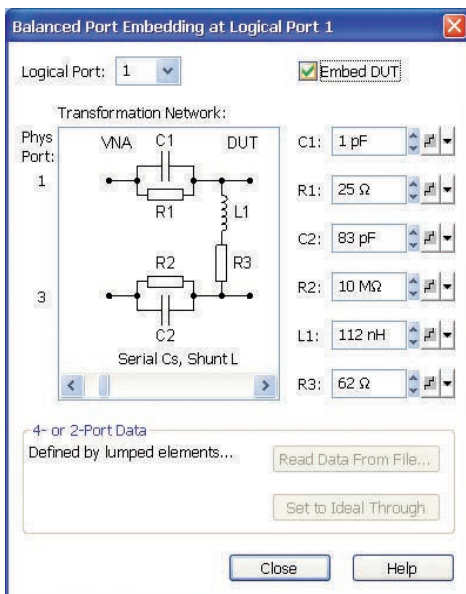 Balanced Port Embedding at Logical Port 1
Logical Port: 1
Embed DUT
Transformation Network:
Phys Port:
VNA C1 DUT
1
R1 L1
R2 R3
3
C2
Serial Cs, Shunt L
C1: 1 pF
R1: 25 Ω
C2: 83 pF
R2: 10 MΩ
L1: 112 nH
R3: 62 Ω
4- or 2-Port Data
Defined by lumped elements...
Read Data From File...
Set to Ideal Through
Close Help